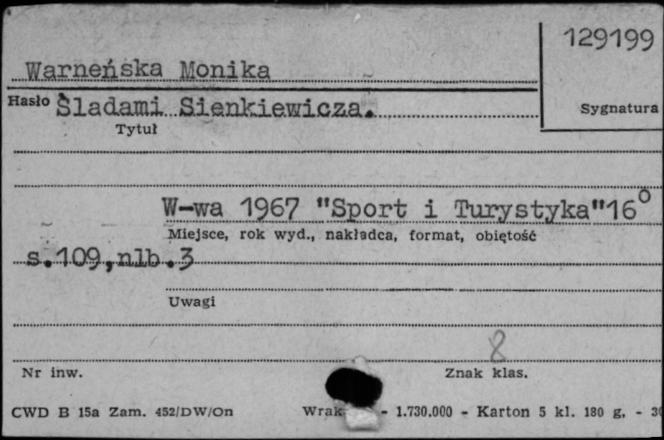 129199
Warneńska Monika
Hasło Śladami Sienkiewicza. Sygnatura
Tytuł
W-wa 1967 "Sport i Turystyka" 16°
Miejsce, rok wyd., nakładca, format, objętość
s.109,nlb.3
Uwagi
8
Nr inw. Znak klas.
CWD B 15a Zam. 452/DW/On - 1.730.000 - Karton 5 kl. 180 g. -